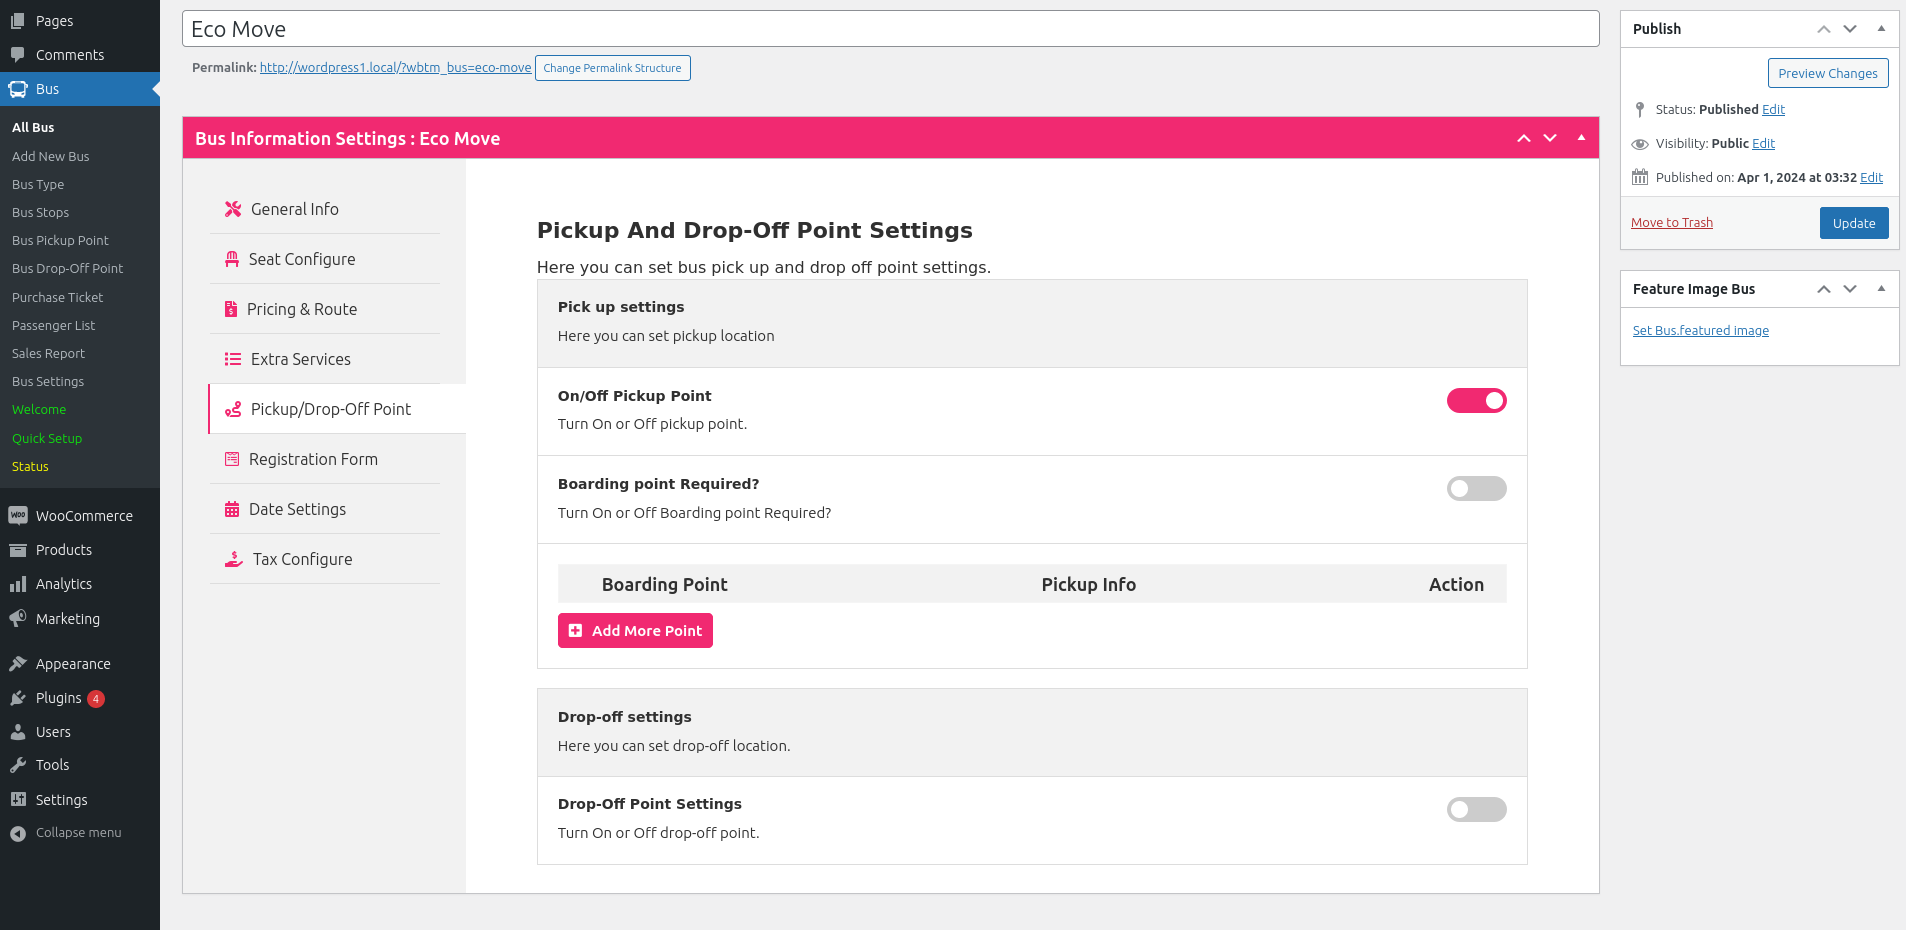 Pages
Comments
Bus
All Bus
Add New Bus
Bus Type
Bus Stops
Bus Pickup Point
Bus Drop-Off Point
Purchase Ticket
Passenger List
Sales Report
Bus Settings
Welcome
Quick Setup
Status
WooCommerce
Products
Analytics
Marketing
Appearance
Plugins 4
Users
Tools
Settings
Collapse menu
Eco Move
Permalink: http://wordpress1.local/?wbtm_bus=eco-move Change Permalink Structure
Bus Information Settings : Eco Move
General Info
Seat Configure
Pricing & Route
Extra Services
Pickup/Drop-Off Point
Registration Form
Date Settings
Tax Configure
Pickup And Drop-Off Point Settings
Here you can set bus pick up and drop off point settings.
Pick up settings
Here you can set pickup location
On/Off Pickup Point
Turn On or Off pickup point.
Boarding point Required?
Turn On or Off Boarding point Required?
Boarding Point Pickup Info Action
Add More Point
Drop-off settings
Here you can set drop-off location.
Drop-Off Point Settings
Turn On or Off drop-off point.
Publish
Preview Changes
Status: Published Edit
Visibility: Public Edit
Published on: Apr 1, 2024 at 03:32 Edit
Move to Trash Update
Feature Image Bus
Set Bus.featured image